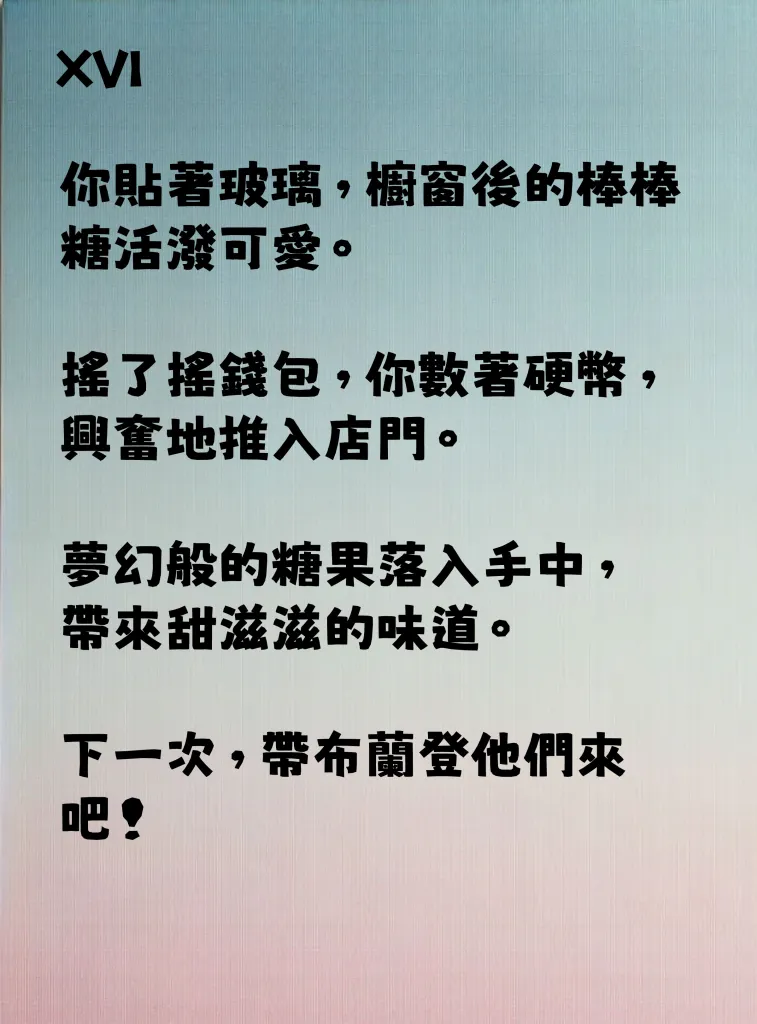 XVI
你貼著玻璃，櫥窗後的棒棒
糖活潑可愛。
搖了搖錢包，你數著硬幣，
興奮地推入店門。
夢幻般的糖果落入手中，
帶來甜滋滋的味道。
下一次，帶布蘭登他們來
吧！